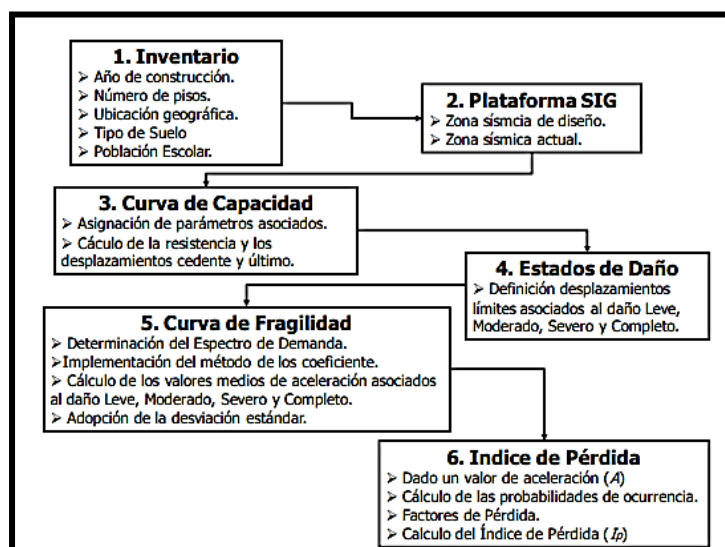 1. Inventario
➢ Año de construcción.
➢ Número de pisos.
➢ Ubicación geográfica.
➢ Tipo de Suelo
➢ Población Escolar.
2. Plataforma SIG
➢ Zona sísmcia de diseño.
➢ Zona sísmica actual.
3. Curva de Capacidad
➢ Asignación de parámetros asociados.
➢ Cáculo de la resistencia y los
desplazamientos cedente y último.
4. Estados de Daño
➢ Definición desplazamientos
límites asociados al daño Leve,
Moderado, Severo y Completo.
5. Curva de Fragilidad
➢ Determinación del Espectro de Demanda.
➢Implementación del método de los coeficiente.
➢ Cálculo de los valores medios de aceleración asociados
al daño Leve, Moderado, Severo y Completo.
➢ Adopción de la desviación estándar.
6. Indice de Pérdida
➢ Dado un valor de aceleración (A)
➢ Cálculo de las probabilidades de ocurrencia.
➢ Factores de Pérdida.
➢ Calculo del Índice de Pérdida (Ip)